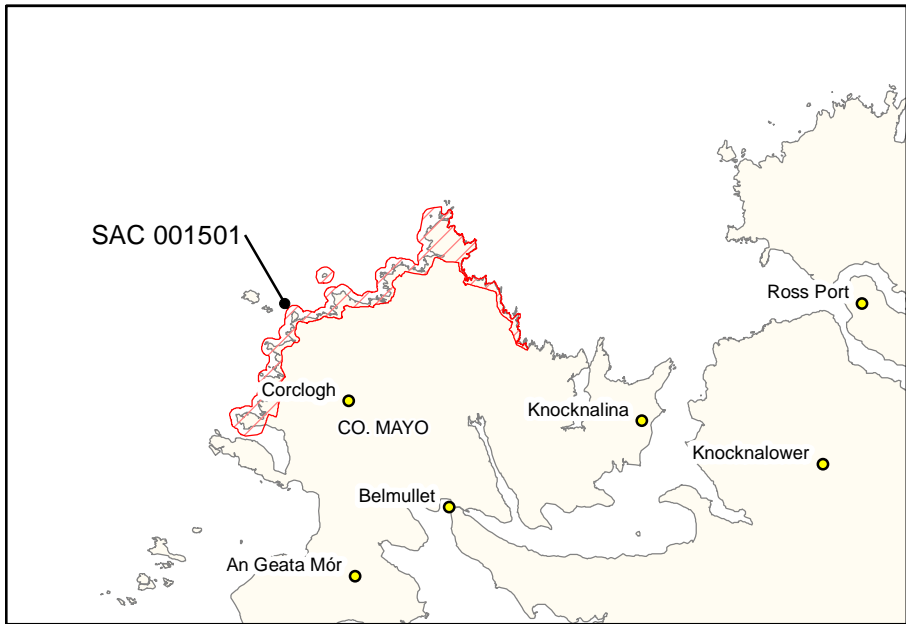 SAC 001501
Ross Port
Corclogh
CO. MAYO
Knocknalina
Knocknalower
Belmullet
An Geata Mór